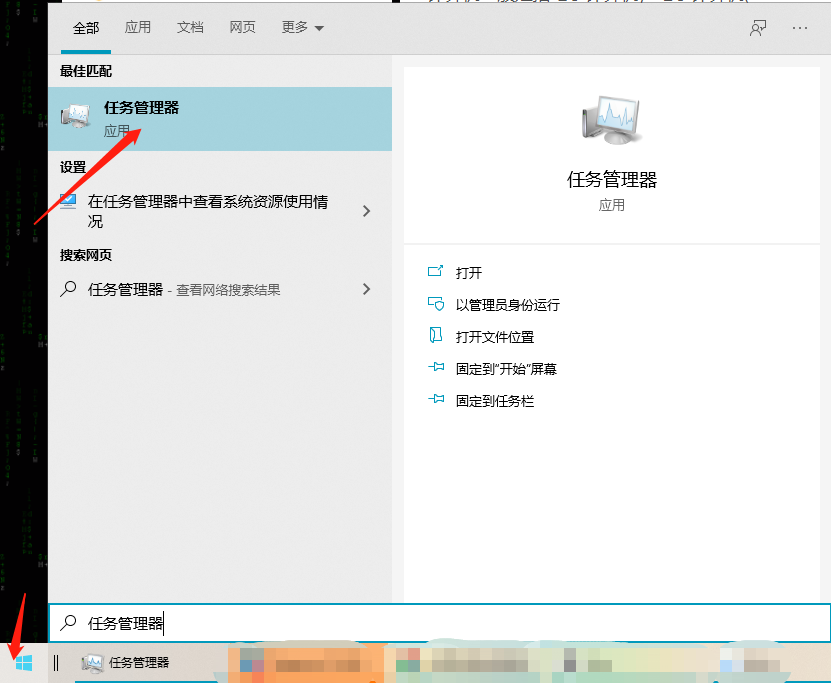 全部 应用 文档 网页 更多
最佳匹配
任务管理器
应用
设置
在任务管理器中查看系统资源使用情
况
搜索网页
任务管理器 - 查看网络搜索结果
任务管理器
应用
打开
以管理员身份运行
打开文件位置
固定到"开始"屏幕
固定到任务栏
任务管理器
任务管理器